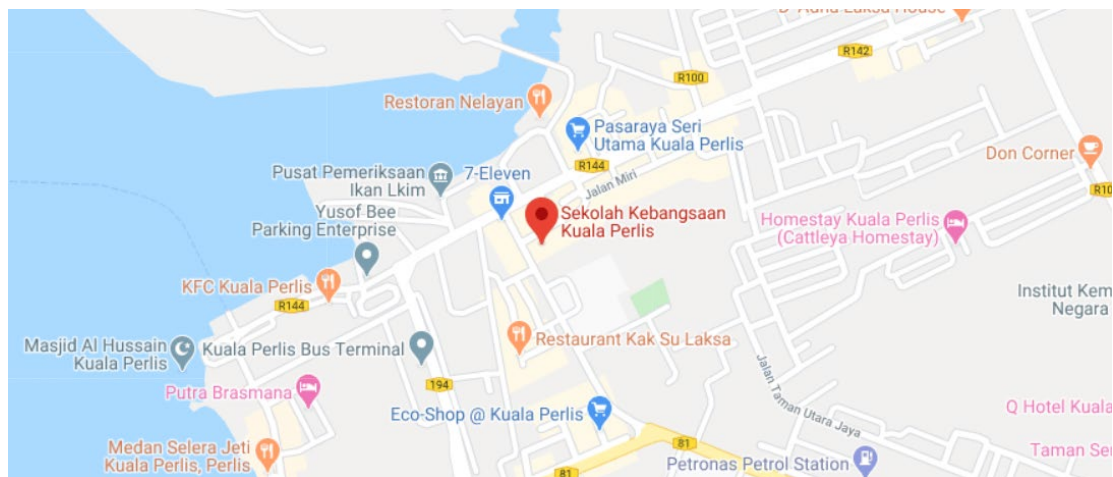 D' Adha Laksa House
R142
R100
Restoran Nelayan
Pasaraya Seri
Utama Kuala Perlis
R144
Don Corner
Pusat Pemeriksaan
Ikan Lkim
7-Eleven
Jalan Miri
R10
Yusof Bee
Parking Enterprise
Sekolah Kebangsaan
Kuala Perlis
Homestay Kuala Perlis
(Cattleya Homestay)
KFC Kuala Perlis
R144
Institut Kem
Negara
Masjid Al Hussain
Kuala Perlis
Kuala Perlis Bus Terminal
Restaurant Kak Su Laksa
Jalan Taman Utara Jaya
194
Putra Brasmana
Eco-Shop @ Kuala Perlis
Q Hotel Kuala
Medan Selera Jeti
Kuala Perlis, Perlis
81
81
Petronas Petrol Station
Taman Ser